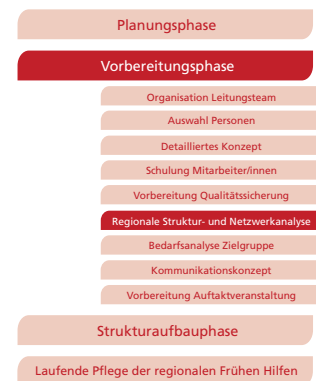 Planungsphase
Vorbereitungsphase
Organisation Leitungsteam
Auswahl Personen
Detailliertes Konzept
Schulung Mitarbeiter/innen
Vorbereitung Qualitätssicherung
Regionale Struktur- und Netzwerkanalyse
Bedarfsanalyse Zielgruppe
Kommunikationskonzept
Vorbereitung Auftaktveranstaltung
Strukturaufbauphase
Laufende Pflege der regionalen Frühen Hilfen